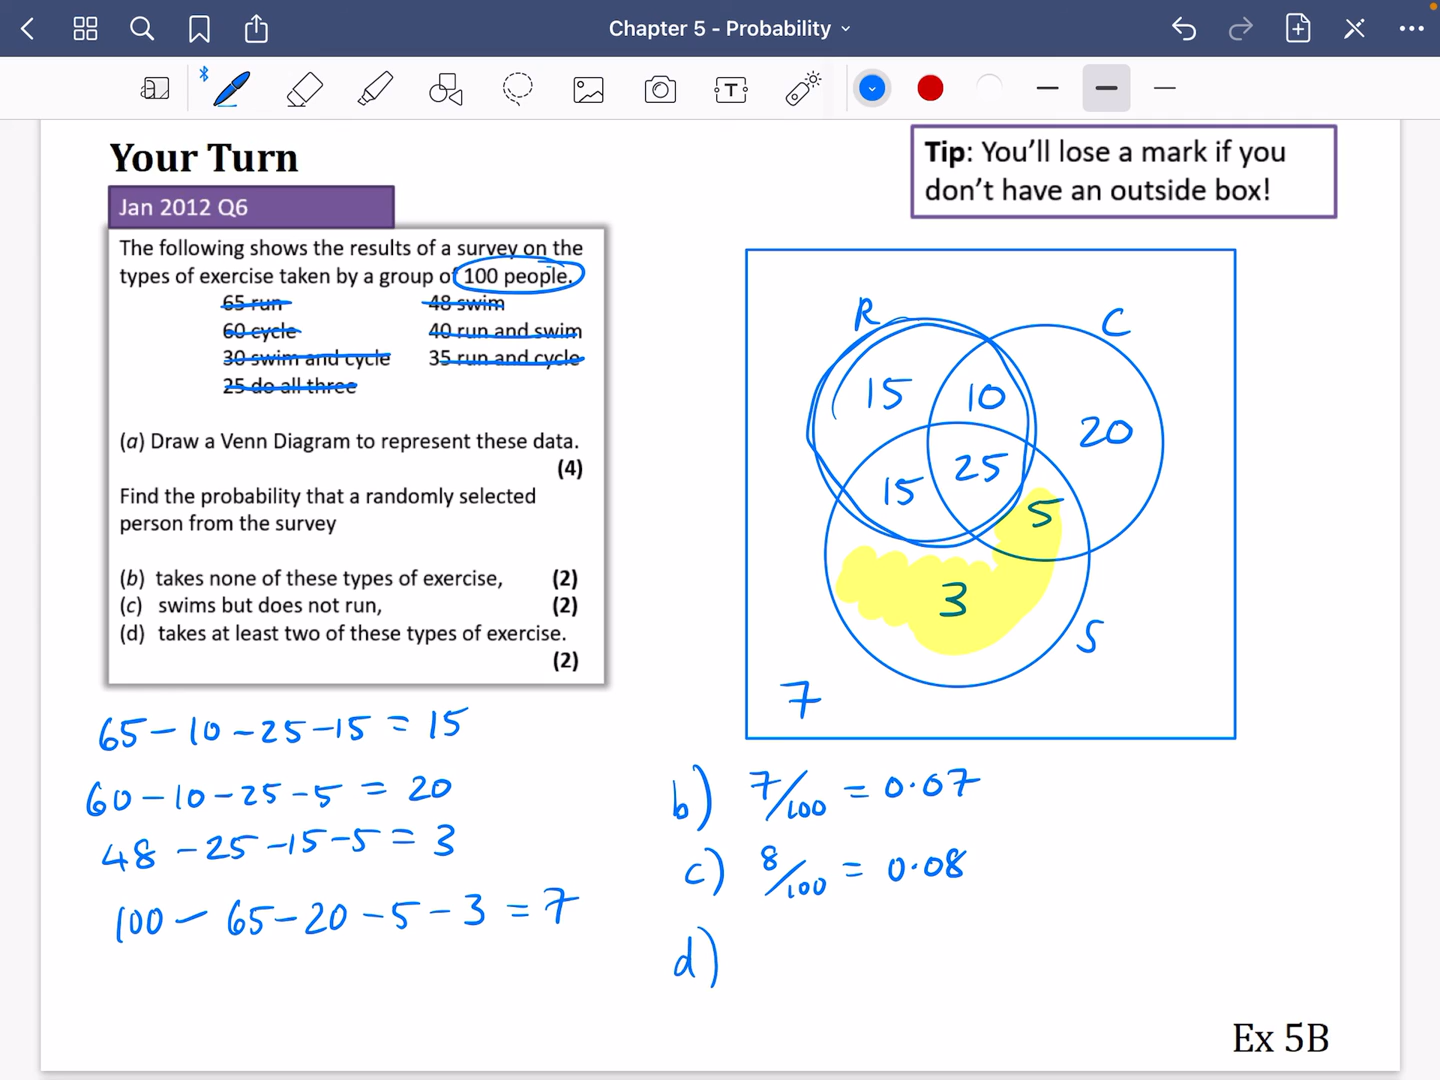 Chapter 5 - Probability
T
Your Turn
Tip: You'll lose a mark if you
don't have an outside box!
Jan 2012 Q6
The following shows the results of a survey on the
types of exercise taken by a group of 100 people.
65 run 48 swim
60 cycle 40 run and swim
30 swim and cycle 35 run and cycle
25 do all three
(a) Draw a Venn Diagram to represent these data.
(4)
Find the probability that a randomly selected
person from the survey
(b) takes none of these types of exercise, (2)
(c) swims but does not run, (2)
(d) takes at least two of these types of exercise.
(2)
R C
15 10
20
15 25
5
3
S
7
65 - 10 - 25 - 15 = 15
60 - 10 - 25 - 5 = 20
48 - 25 - 15 - 5 = 3
100 - 65 - 20 - 5 - 3 = 7
b) 7/100 = 0.07
c) 8/100 = 0.08
d)
Ex 5B